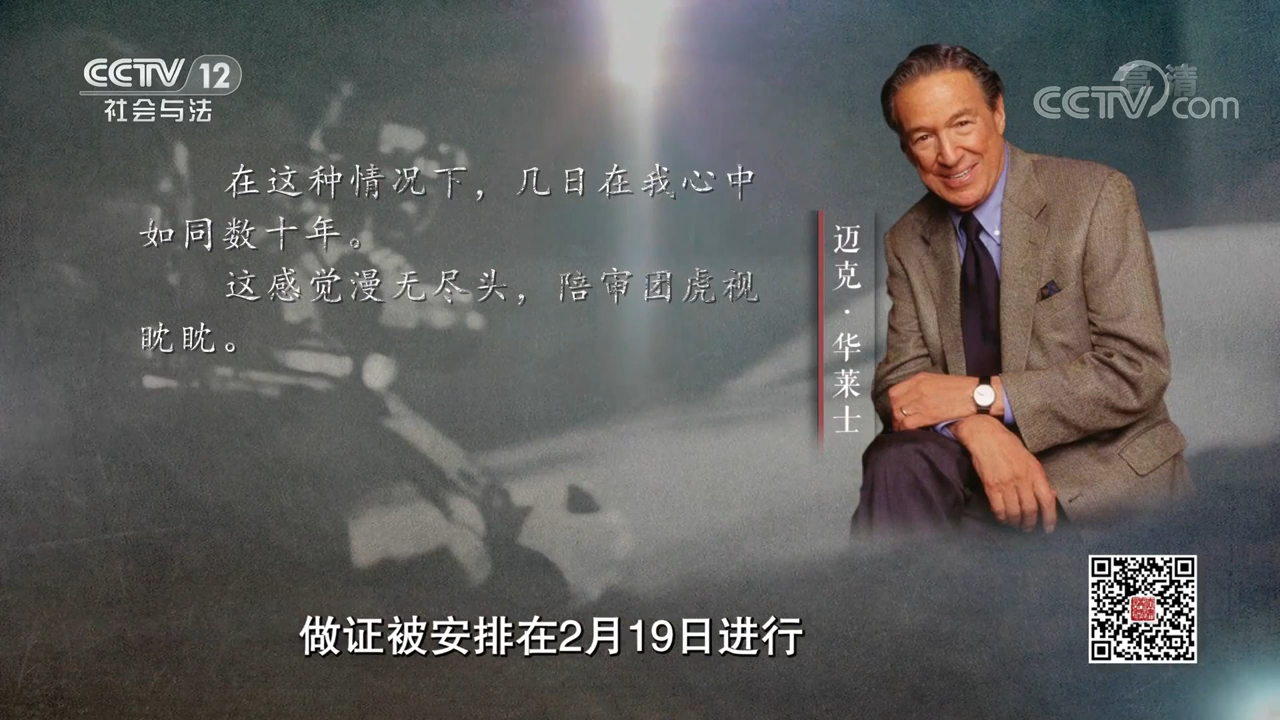 CCTV 12
社会与法
高清
CCTV com
在这种情况下，几日在我心中
如同数十年。
这感觉漫无尽头，陪审团虎视
眈眈。
迈克·华莱士
做证被安排在2月19日进行